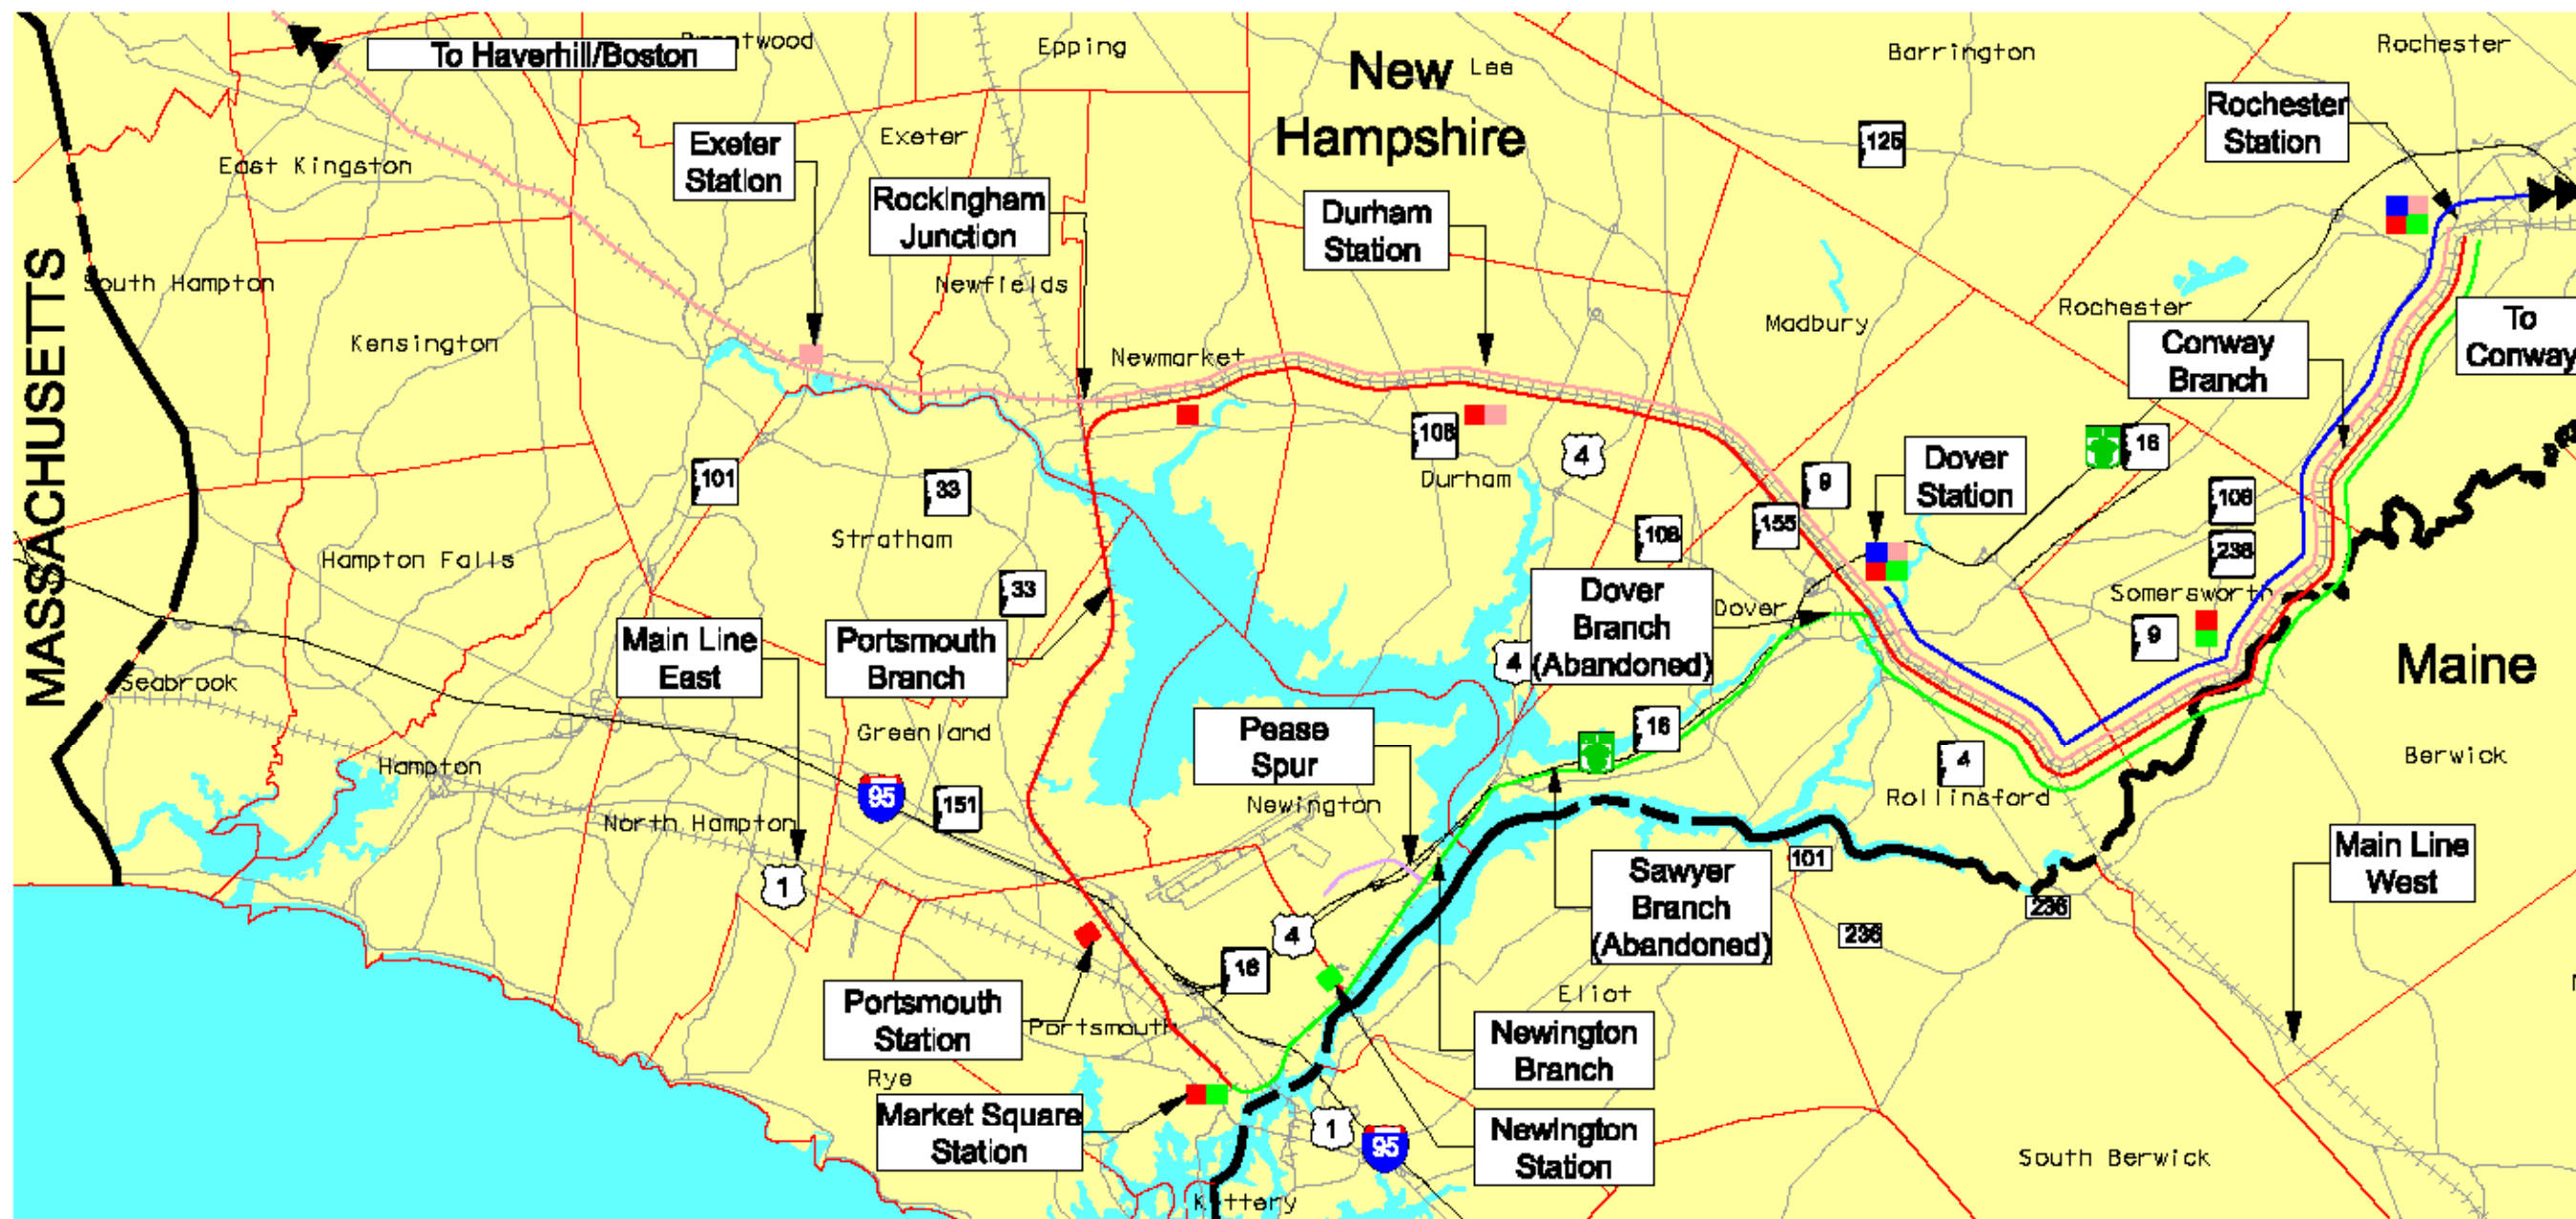 To Haverhill/Boston
Epping
New
Hampshire
Lee
Barrington
Rochester
Rochester
Station
Exeter
Station
Exeter
East Kingston
Rockingham
Junction
Durham
Station
125
MASSACHUSETTS
South Hampton
Newfields
Kensington
Newmarket
Madbury
Rochester
Conway
Branch
To
Conway
101
33
108
Durham
4
9
155
Dover
Station
16
108
236
Stratham
Hampton Falls
33
108
Dover
Branch
(Abandoned)
Dover
Somersworth
9
Main Line
East
Portsmouth
Branch
4
Maine
Seabrook
Greenland
Pease
Spur
16
Berwick
Hampton
95
151
Newington
4
Rollinsford
North Hampton
1
101
Sawyer
Branch
(Abandoned)
236
236
Main Line
West
4
16
Portsmouth
Station
Portsmouth
Eliot
Newington
Branch
Rye
Market Square
Station
1
95
Newington
Station
South Berwick